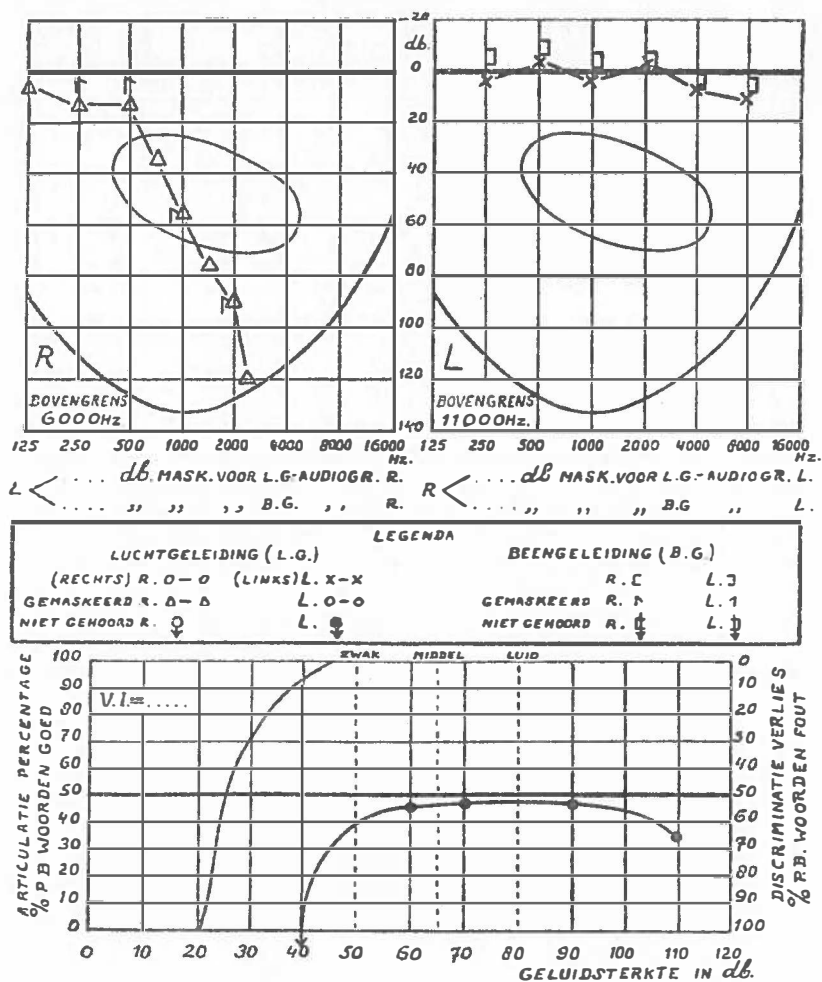 -20
db.
0
20
40
60
80
100
120
140
R
BOVENGRENS
6000HZ
L
BOVENGRENS
11000HZ.
125 250 500 1000 2000 4000 8000 16000
HZ.
125 250 500 1000 2000 4000 8000 16000
HZ.
L < .... db. MASK. VOOR L.G-AUDIOGR. R.
.... ,, ,, ,, B.G. ,, ,, R.
R < .... db MASK. VOOR L.G-AUDIOGR. L.
.... ,, ,, ,, B.G ,, L.
LEGENDA
LUCHTGELEIDING (L.G.)
(RECHTS) R. O-O (LINKS) L. X-X
GEMASKEERD R. Δ-Δ L. O-O
NIET GEHOORD R. L.
BEENGELEIDING (B.G.)
R. [ L. ]
GEMASKEERD R. L.
NIET GEHOORD R. L.
ZWAK MIDDEL LUID
V.I= .....
100
90
80
70
60
50
40
30
20
10
0
ARTICULATIE PERCENTAGE
% P.B WOORDEN GOED
0
10
20
30
40
50
60
70
80
90
100
DISCRIMINATIE VERLIES
% P.B. WOORDEN FOUT
0 10 20 30 40 50 60 70 80 90 100 110 120
GELUIDSTERKTE IN db.